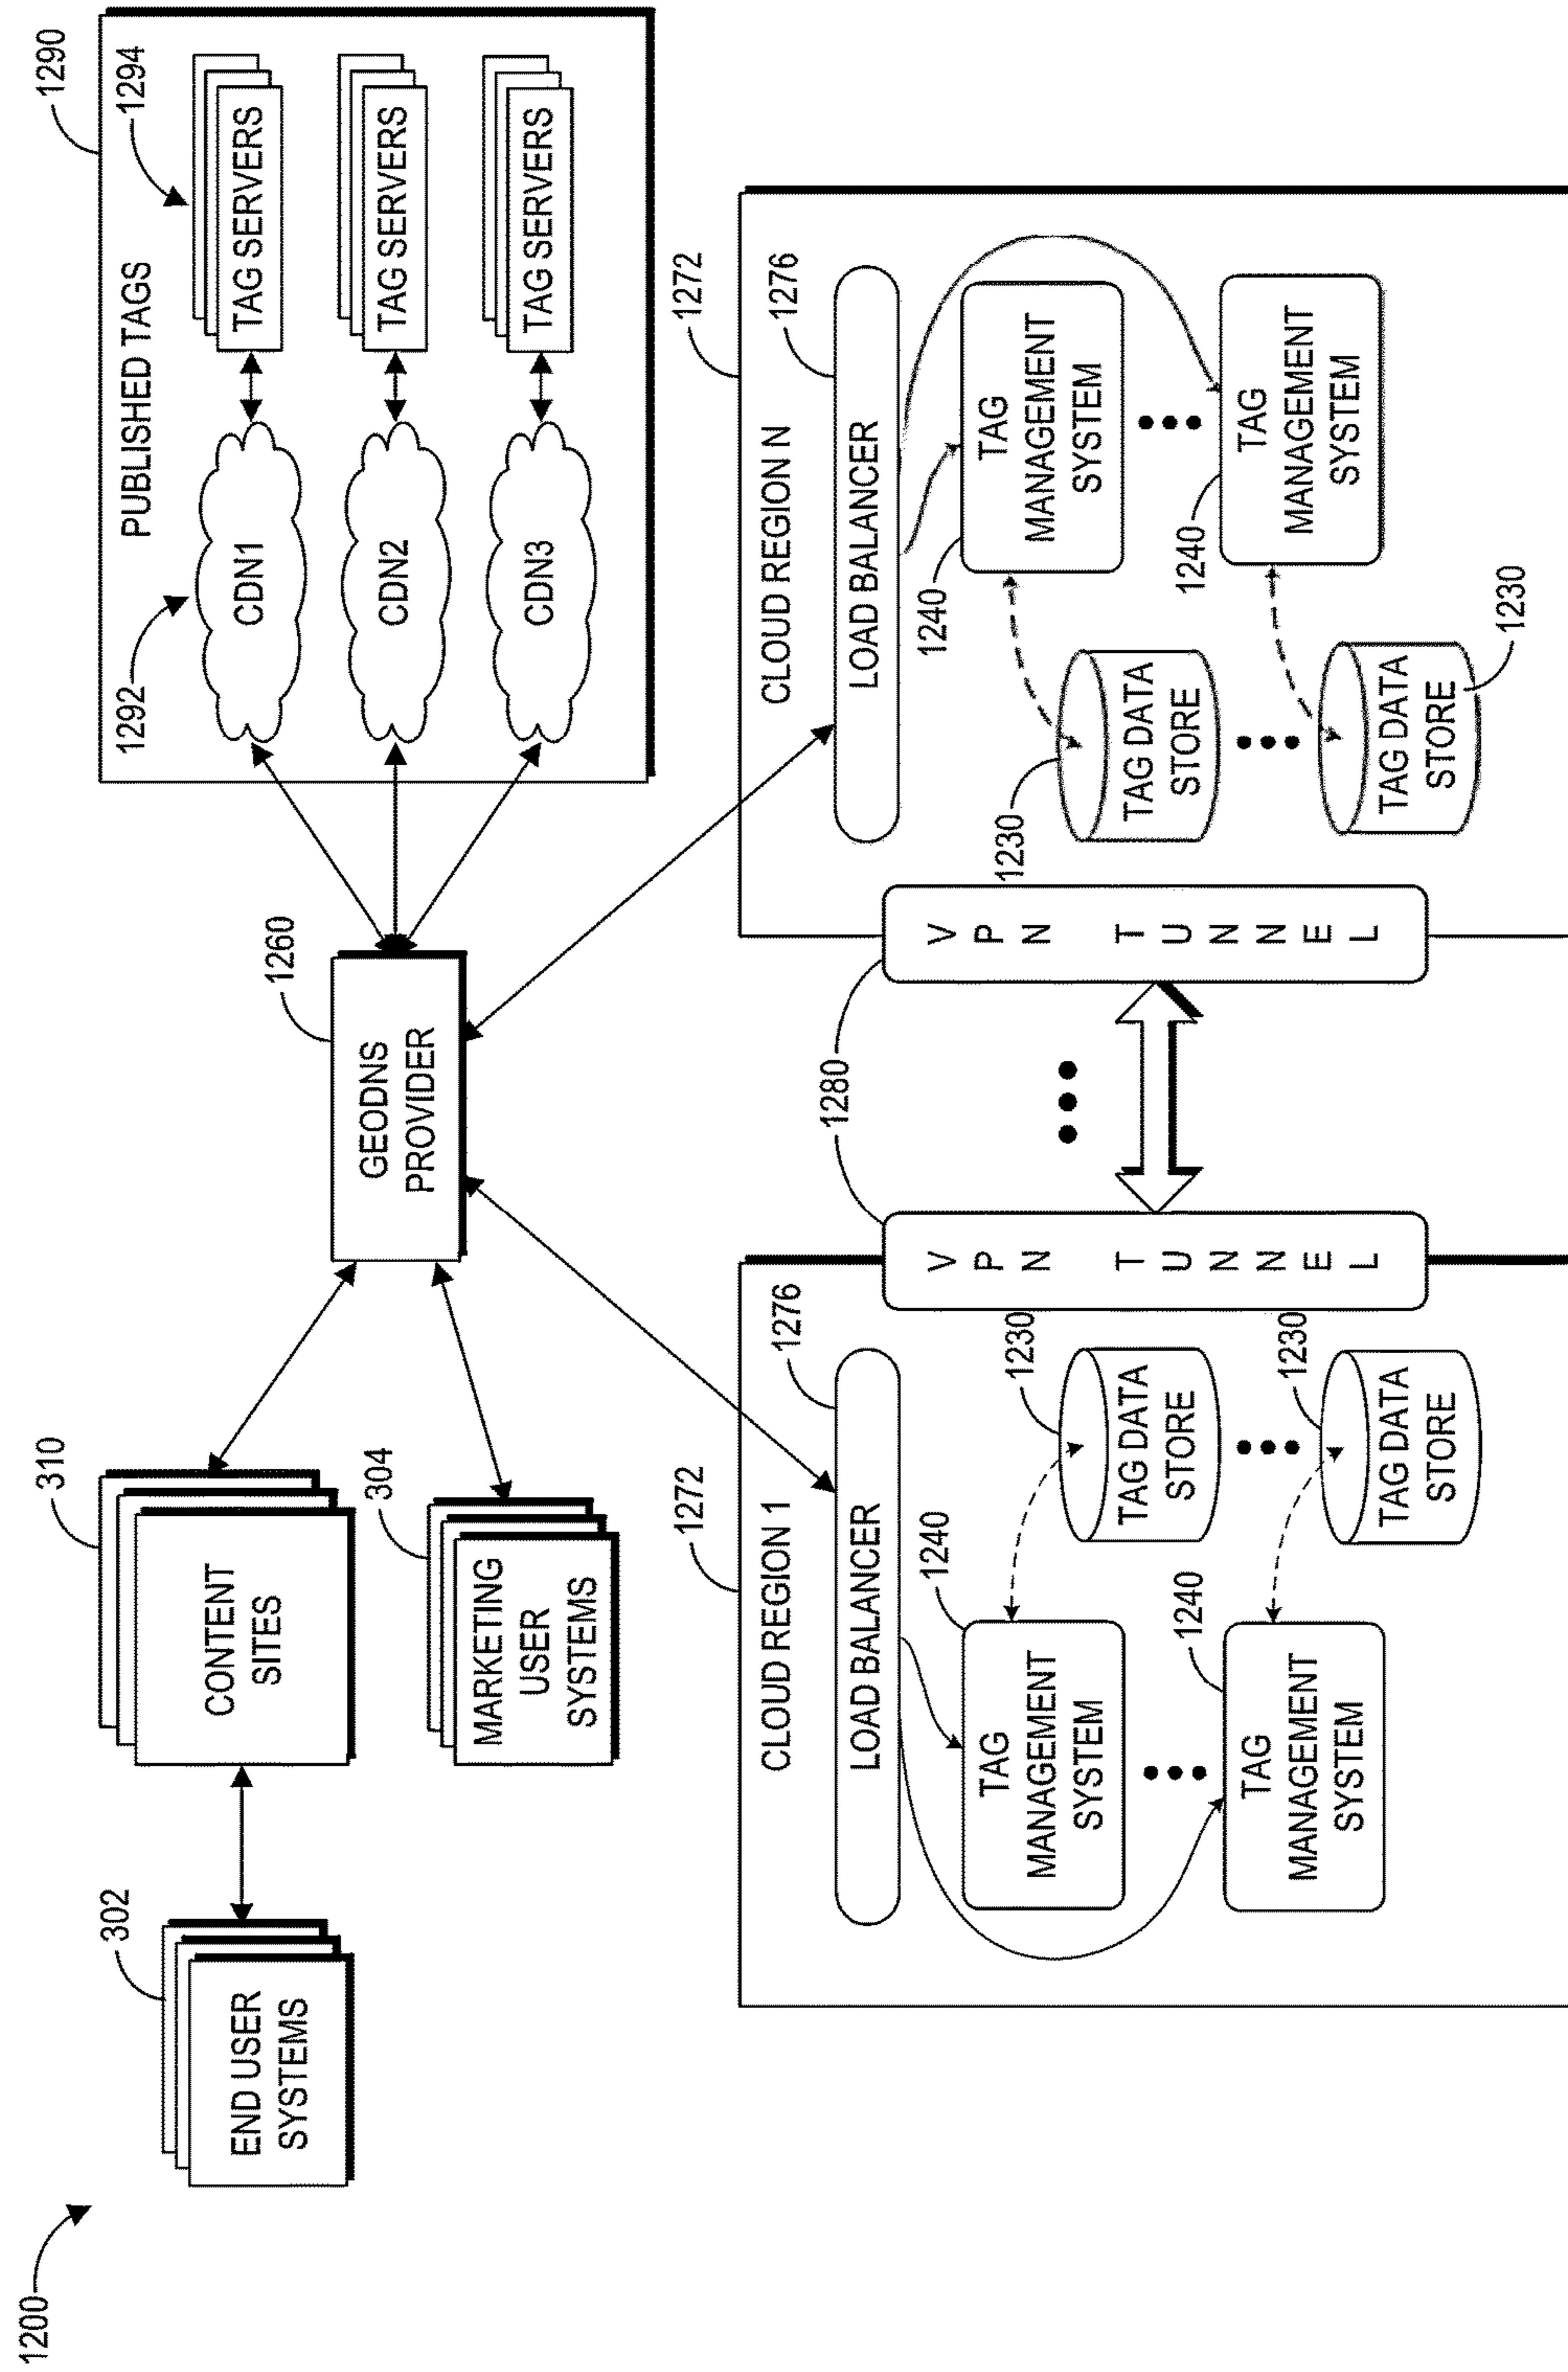 1200
302
END USER
SYSTEMS
310
CONTENT
SITES
304
MARKETING
USER
SYSTEMS
1260
GEODNS
PROVIDER
1290
PUBLISHED TAGS
1292
1294
CDN1
TAG SERVERS
CDN2
TAG SERVERS
CDN3
TAG SERVERS
1272
CLOUD REGION 1
1276
LOAD BALANCER
1240
TAG
MANAGEMENT
SYSTEM
1230
TAG DATA
STORE
1240
TAG
MANAGEMENT
SYSTEM
1230
TAG DATA
STORE
1280
VPN TUNNEL
VPN TUNNEL
1272
CLOUD REGION N
1276
LOAD BALANCER
1230
TAG DATA
STORE
1240
TAG
MANAGEMENT
SYSTEM
TAG DATA
STORE
1230
1240
TAG
MANAGEMENT
SYSTEM